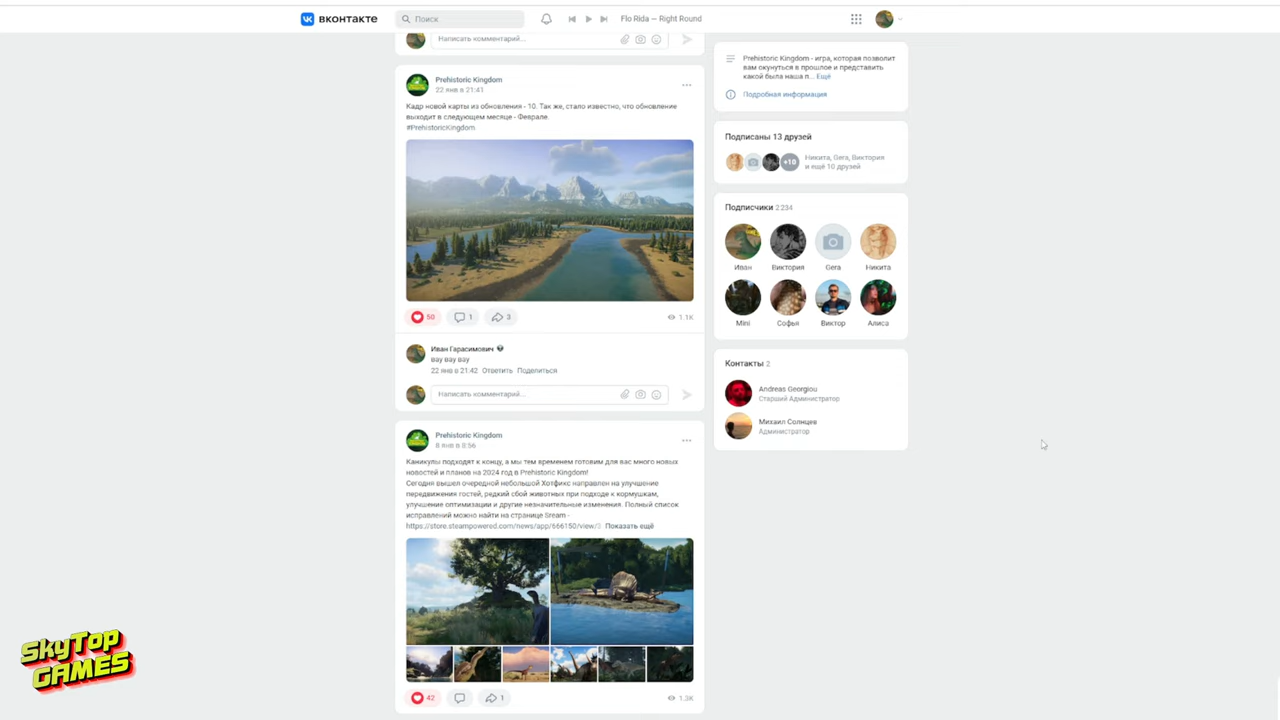 вконтакте
Поиск
Flo Rida — Right Round
Написать комментарий...
Prehistoric Kingdom
22 янв в 21:41
Кадр новой карты из обновления - 10. Так же, стало известно, что обновление
выходит в следующем месяце - Феврале.
#PrehistoricKingdom
50
1
3
1.1K
Иван Гарасимович
вау вау вау
22 янв в 21:42 Ответить Поделиться
Написать комментарий...
Prehistoric Kingdom
8 янв в 8:56
Каникулы подходят к концу, а мы тем временем готовим для вас много новых
новостей и планов на 2024 год в Prehistoric Kingdom!
Сегодня вышел очередной небольшой Хотфикс направлен на улучшение
передвижения гостей, редкий сбой животных при подходе к кормушкам,
улучшение оптимизации и другие незначительные изменения. Полный список
исправлений можно найти на странице Sream -
https://store.steampowered.com/news/app/666150/view/3 Показать ещё
42
1
1.3K
Prehistoric Kingdom - игра, которая позволит
вам окунуться в прошлое и представить
какой была наша п... Ещё
Подробная информация
Подписаны 13 друзей
+10
Никита, Gera, Виктория
и ещё 10 друзей
Подписчики 2 234
Иван
Виктория
Gera
Никита
Mini
Софья
Виктор
Алиса
Контакты 2
Andreas Georgiou
Старший Администратор
Михаил Солнцев
Администратор
SkyTop
GAMES